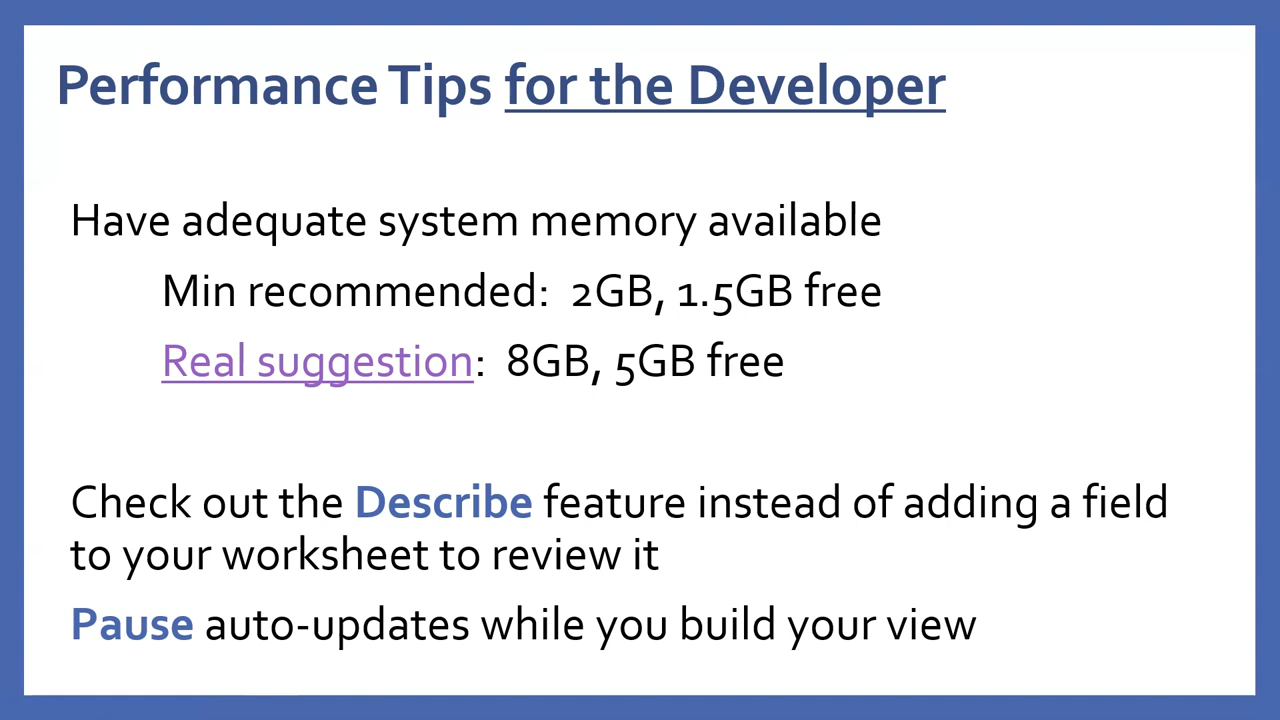 Performance Tips for the Developer
Have adequate system memory available
Min recommended: 2GB, 1.5GB free
Real suggestion: 8GB, 5GB free
Check out the Describe feature instead of adding a field
to your worksheet to review it
Pause auto-updates while you build your view